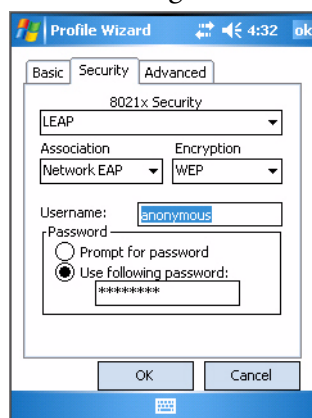 Profile Wizard 4:32 ok
Basic Security Advanced
8021x Security
LEAP
Association Encryption
Network EAP WEP
Username: anonymous
Password
Prompt for password
Use following password:
********
OK Cancel